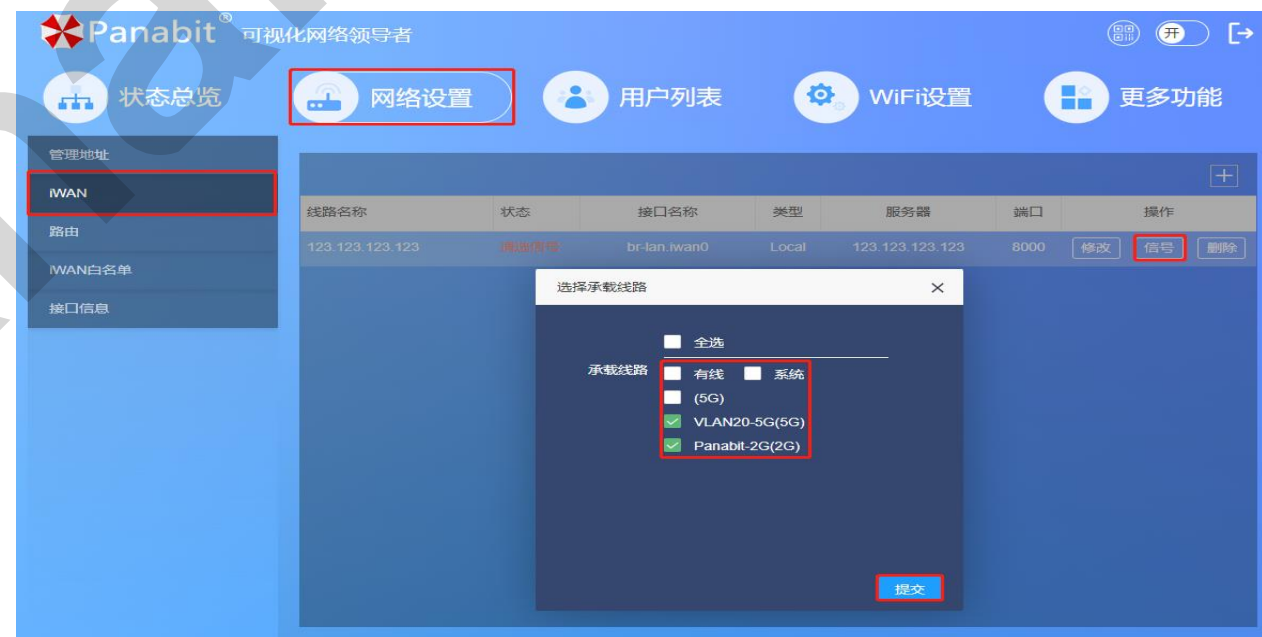 Panabit® 可视化网络领导者 开
状态总览 网络设置 用户列表 WiFi设置 更多功能
管理地址
iWAN
路由
iWAN白名单
接口信息
线路名称 状态 接口名称 类型 服务器 端口 操作
123.123.123.123 请选信号 br-lan.iwan0 Local 123.123.123.123 8000 修改 信号 删除
选择承载线路
全选
承载线路 有线 系统
(5G)
VLAN20-5G(5G)
Panabit-2G(2G)
提交